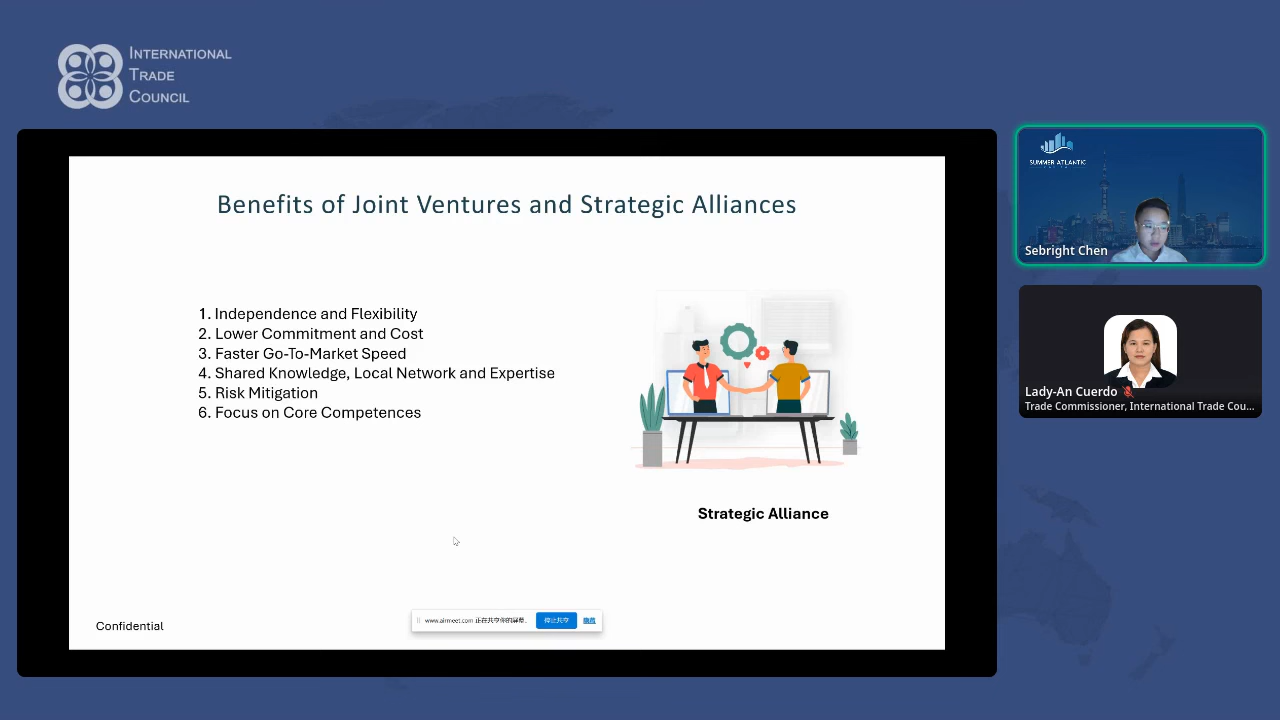 INTERNATIONAL
TRADE
COUNCIL
Benefits of Joint Ventures and Strategic Alliances
1. Independence and Flexibility
2. Lower Commitment and Cost
3. Faster Go-To-Market Speed
4. Shared Knowledge, Local Network and Expertise
5. Risk Mitigation
6. Focus on Core Competences
Strategic Alliance
Confidential
www.airmeet.com 正在共享你的屏幕。
停止共享
隐藏
SUMMER ATLANTIC
Sebright Chen
Lady-An Cuerdo
Trade Commissioner, International Trade Cou...